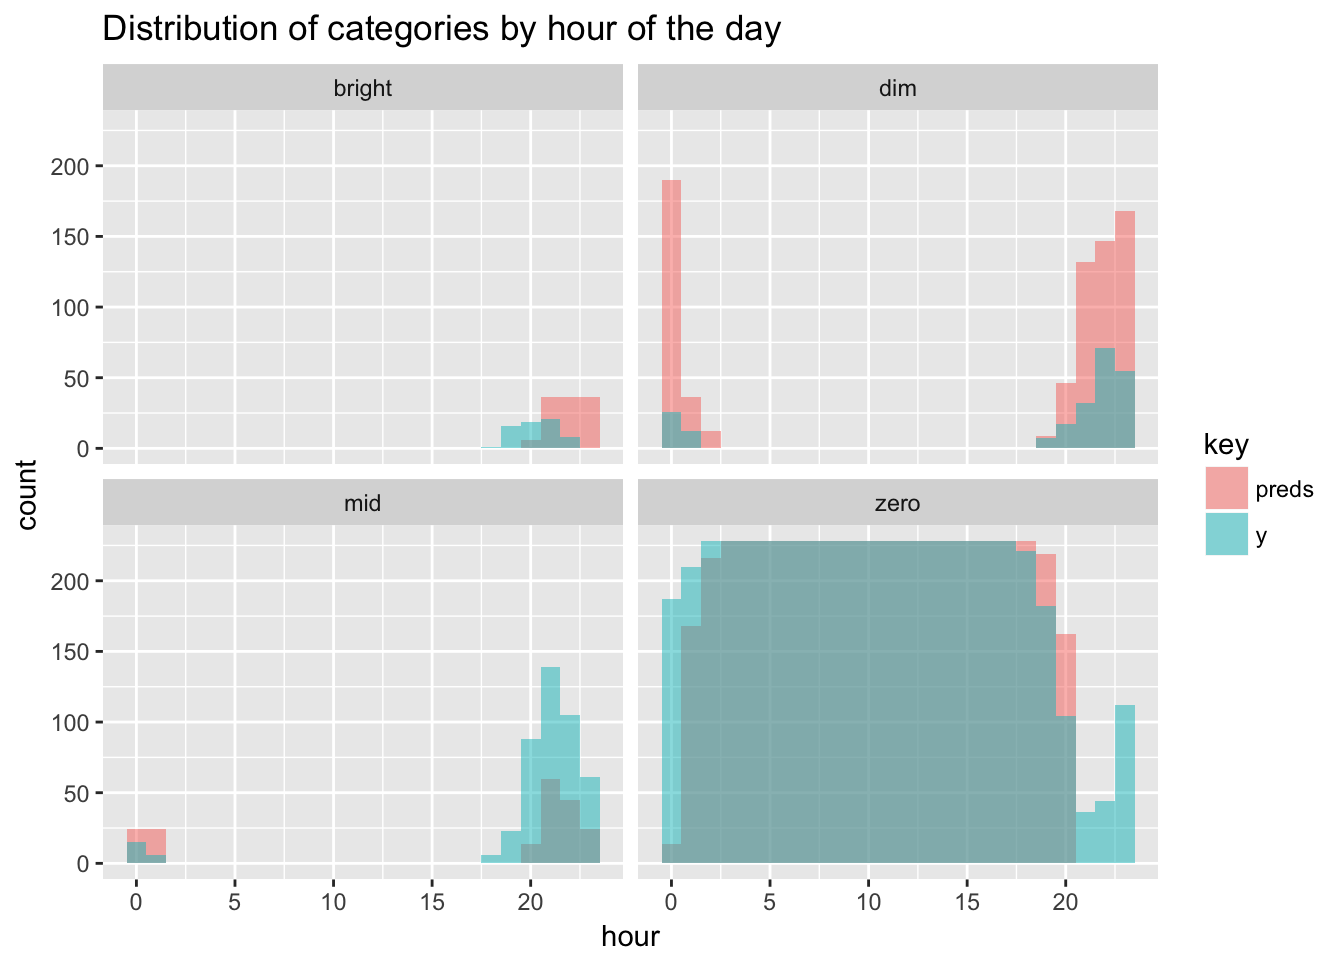 Distribution of categories by hour of the day
bright
dim
200
150
100
50
0
mid
zero
200
150
100
50
0
0 5 10 15 20
0 5 10 15 20
hour
count
key
preds
y